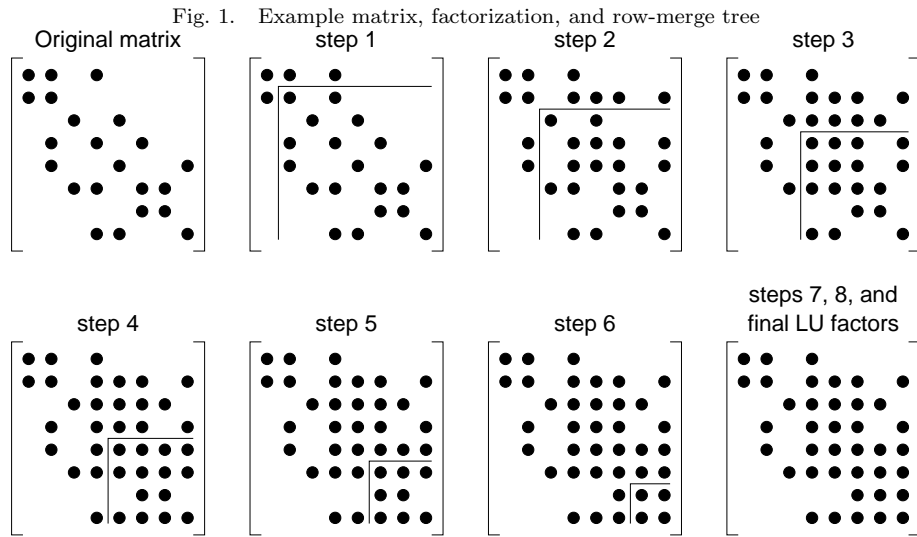 Fig. 1. Example matrix, factorization, and row-merge tree
Original matrix
step 1
step 2
step 3
step 4
step 5
step 6
steps 7, 8, and
final LU factors